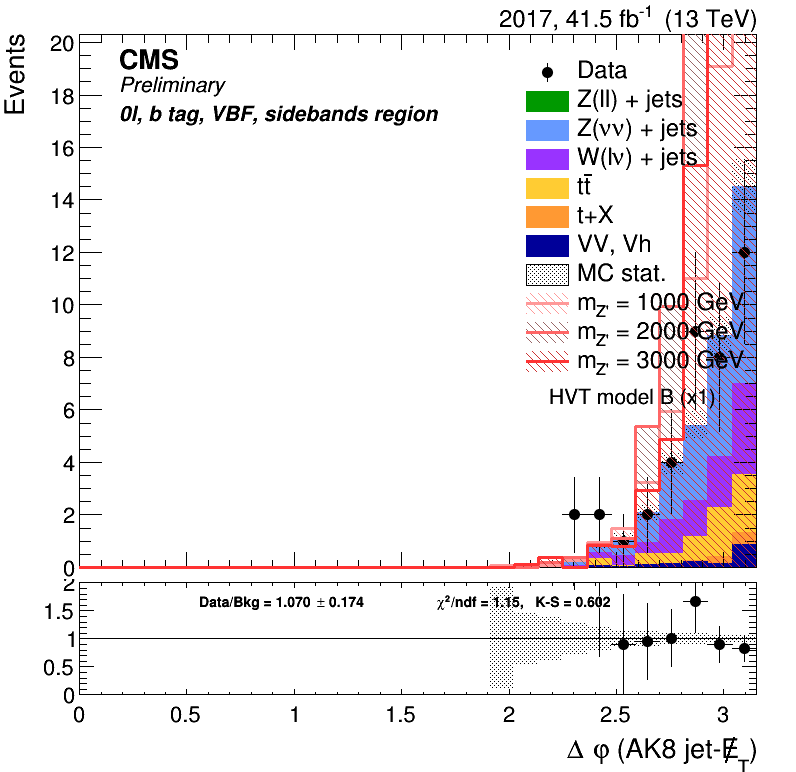 2017, 41.5 fb⁻¹ (13 TeV)
Events
CMS
Preliminary
0l, b tag, VBF, sidebands region
Data
Z(ll) + jets
Z(νν) + jets
W(lν) + jets
tt̄
t+X
VV, Vh
MC stat.
m_Z' = 1000 GeV
m_Z' = 2000 GeV
m_Z' = 3000 GeV
HVT model B (x1)
20
18
16
14
12
10
8
6
4
2
0
Data/Bkg = 1.070 ± 0.174 χ²/ndf = 1.15, K-S = 0.602
2
1.5
1
0.5
0
0 0.5 1 1.5 2 2.5 3
Δ φ (AK8 jet-E̸_T)